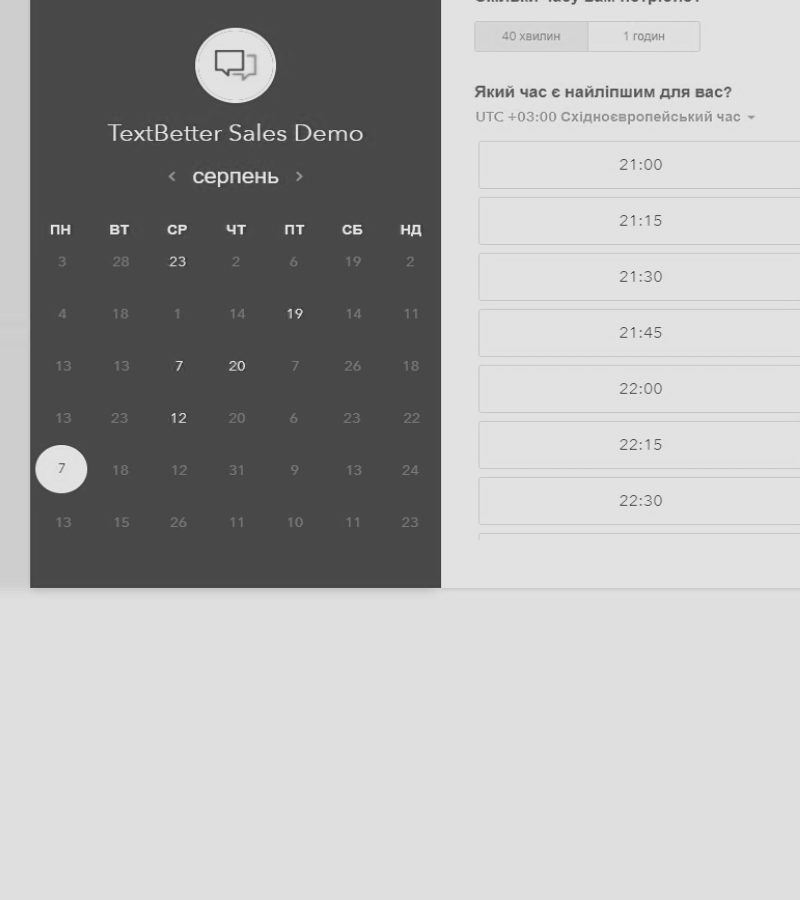 TextBetter Sales Demo
серпень
ПН ВТ СР ЧТ ПТ СБ НД
3 28 23 2 6 19 2
4 18 1 14 19 14 11
13 13 7 20 7 26 18
13 23 12 20 6 23 22
7 18 12 31 9 13 24
13 15 26 11 10 11 23
40 хвилин 1 годин
Який час є найліпшим для вас?
UTC +03:00 Східноєвропейський час
21:00
21:15
21:30
21:45
22:00
22:15
22:30